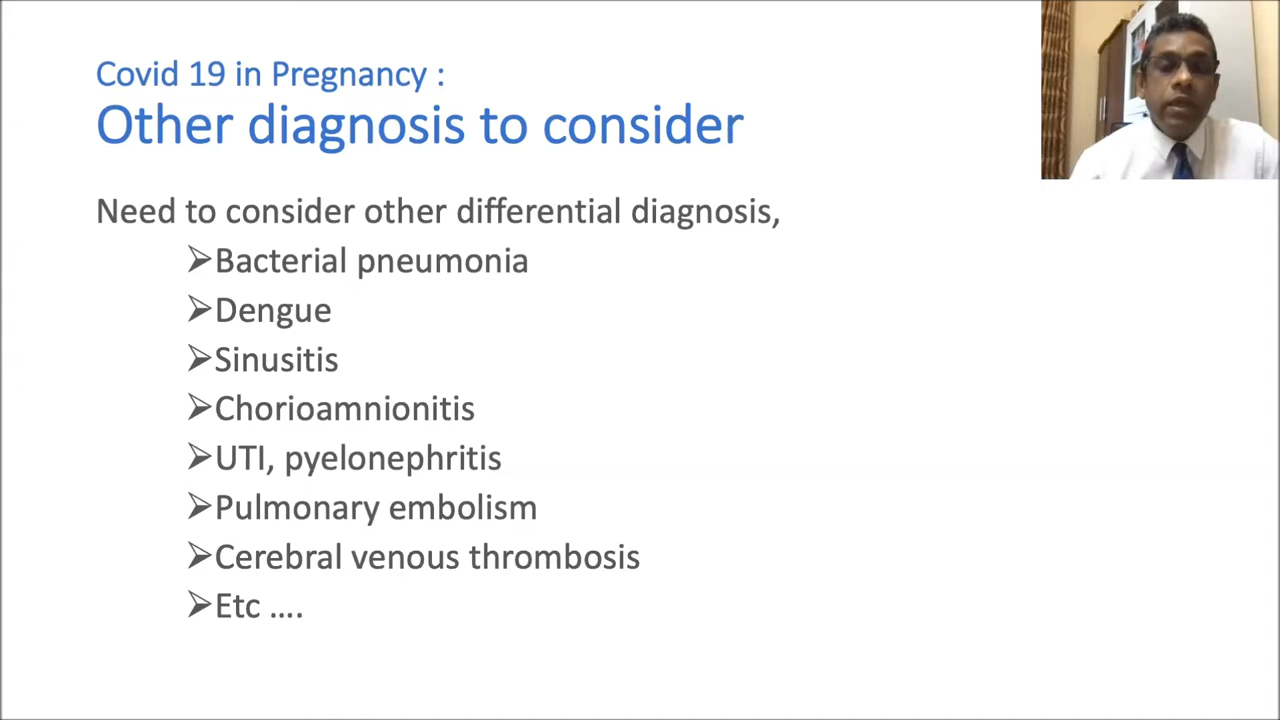 Covid 19 in Pregnancy :
Other diagnosis to consider
Need to consider other differential diagnosis,
➢Bacterial pneumonia
➢Dengue
➢Sinusitis
➢Chorioamnionitis
➢UTI, pyelonephritis
➢Pulmonary embolism
➢Cerebral venous thrombosis
➢Etc ....